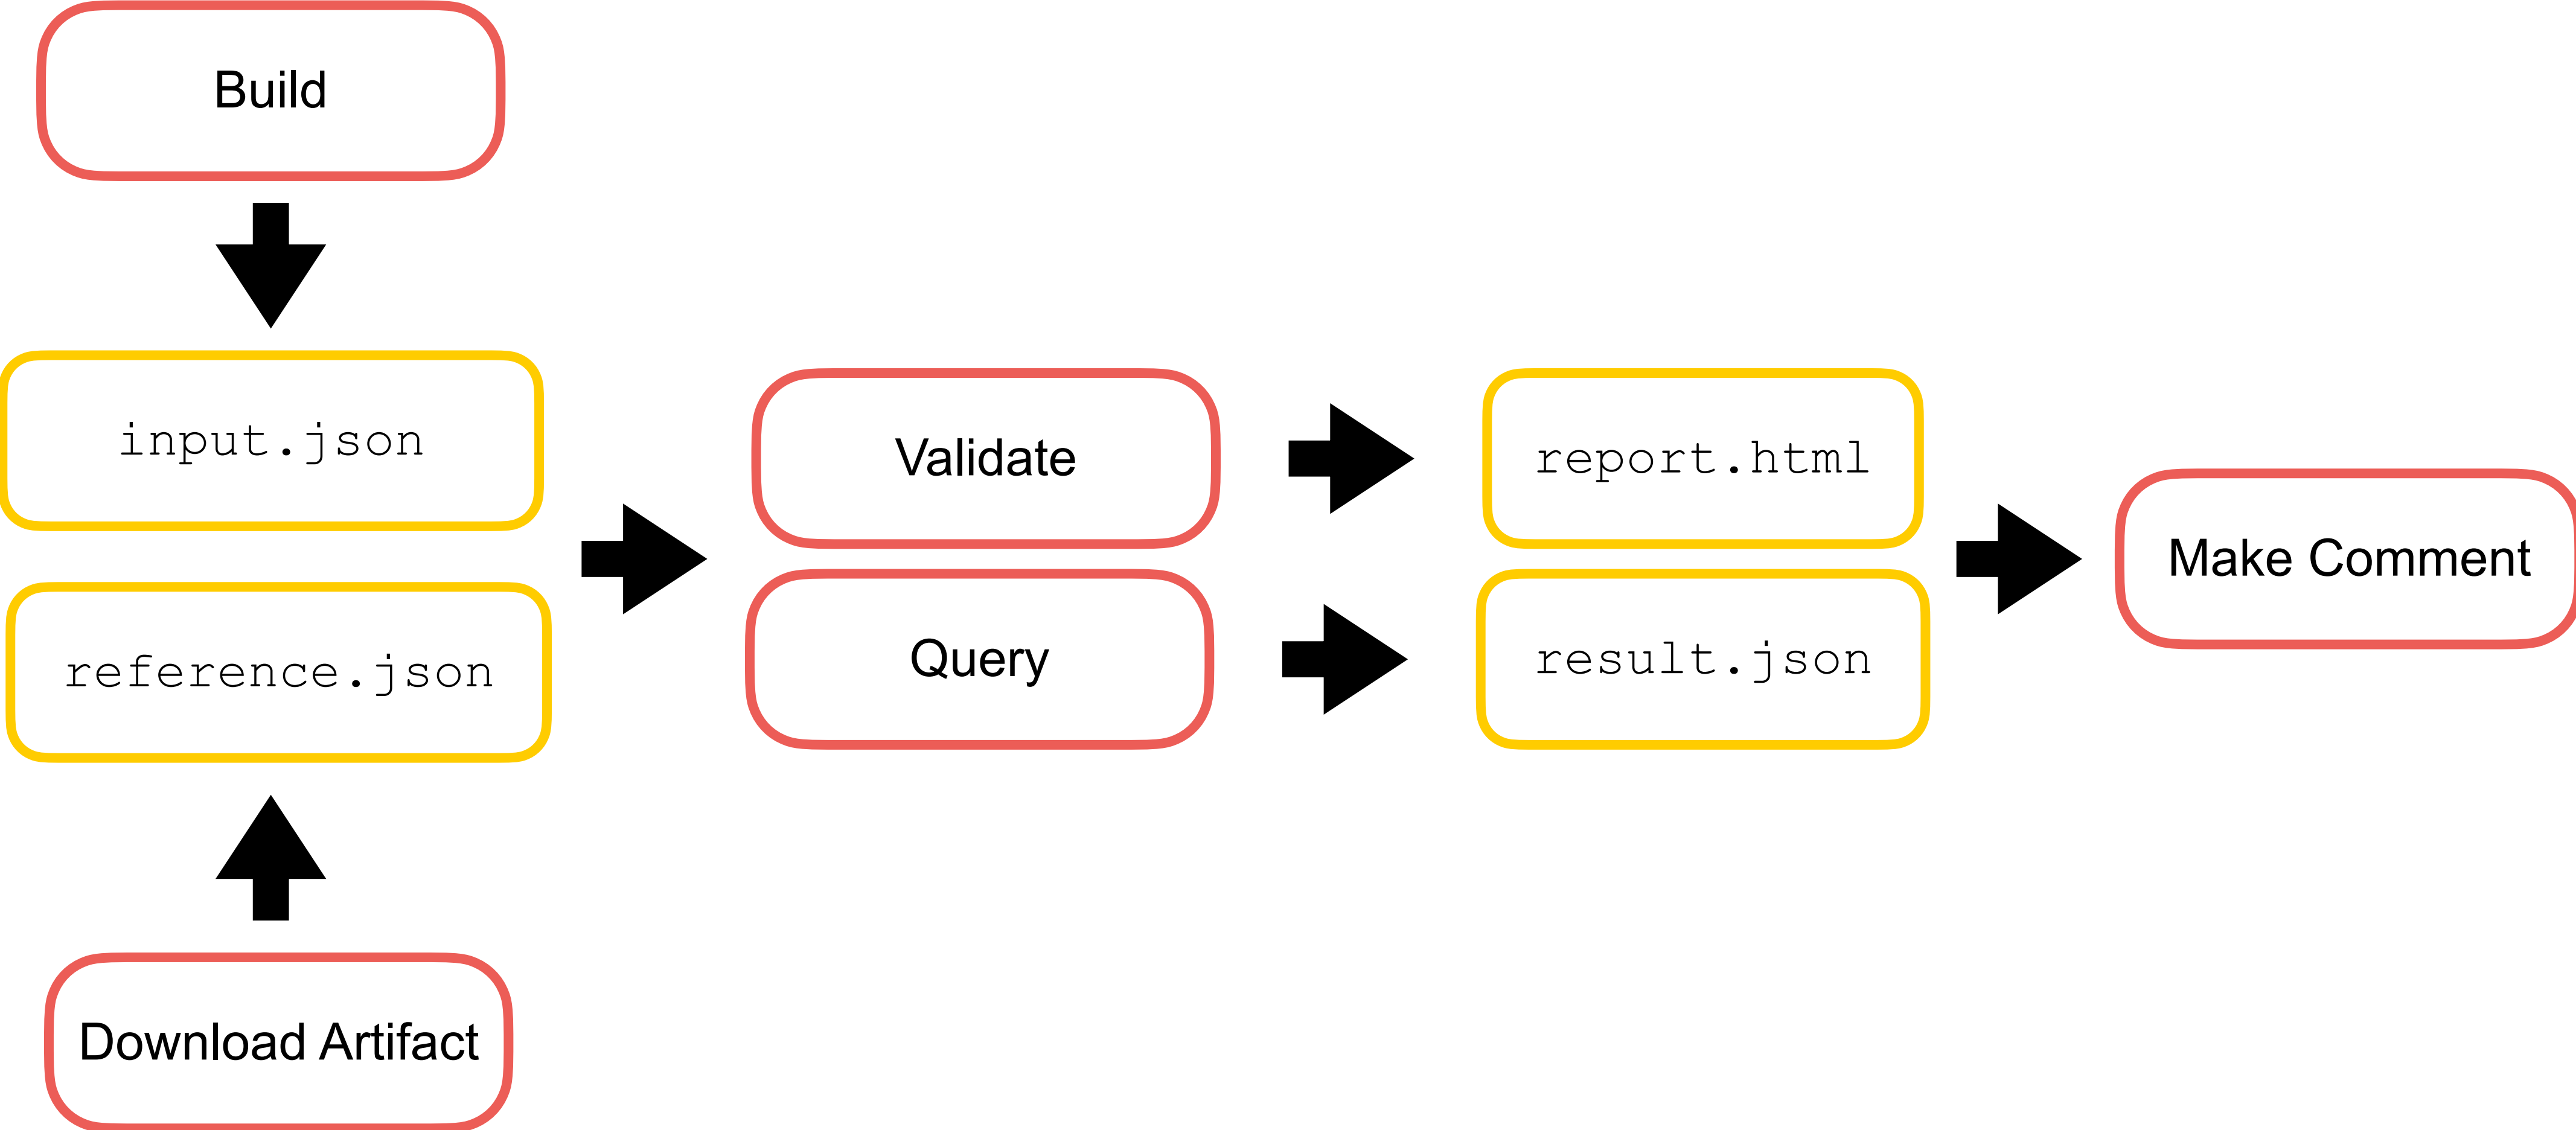 Build
input.json
reference.json
Download Artifact
Validate
Query
report.html
result.json
Make Comment